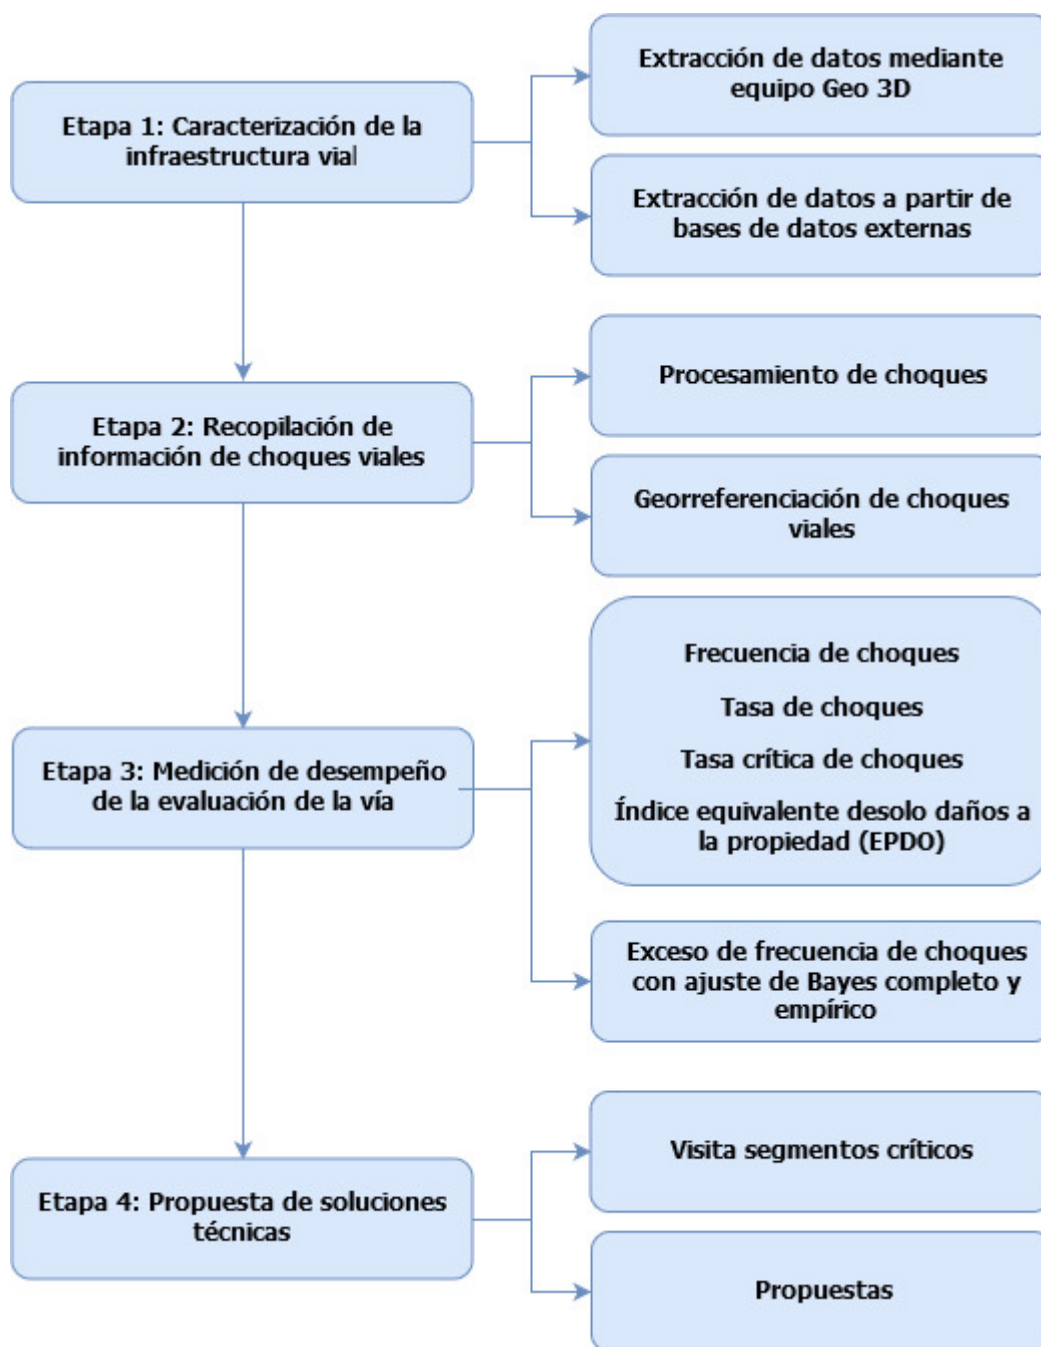 Etapa 1: Caracterización de la
infraestructura vial
Extracción de datos mediante
equipo Geo 3D
Extracción de datos a partir de
bases de datos externas
Etapa 2: Recopilación de
información de choques viales
Procesamiento de choques
Georreferenciación de choques
viales
Etapa 3: Medición de desempeño
de la evaluación de la vía
Frecuencia de choques
Tasa de choques
Tasa crítica de choques
Índice equivalente desolo daños a
la propiedad (EPDO)
Exceso de frecuencia de choques
con ajuste de Bayes completo y
empírico
Etapa 4: Propuesta de soluciones
técnicas
Visita segmentos críticos
Propuestas